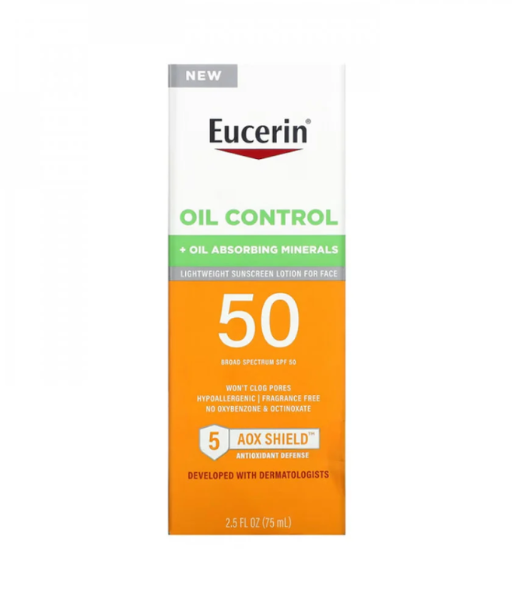 NEW
Eucerin®
OIL CONTROL
+ OIL ABSORBING MINERALS
LIGHTWEIGHT SUNSCREEN LOTION FOR FACE
50
BROAD SPECTRUM SPF 50
WON'T CLOG PORES
HYPOALLERGENIC | FRAGRANCE FREE
NO OXYBENZONE & OCTINOXATE
5 AOX SHIELD™
ANTIOXIDANT DEFENSE
DEVELOPED WITH DERMATOLOGISTS
2.5 FL OZ (75 mL)